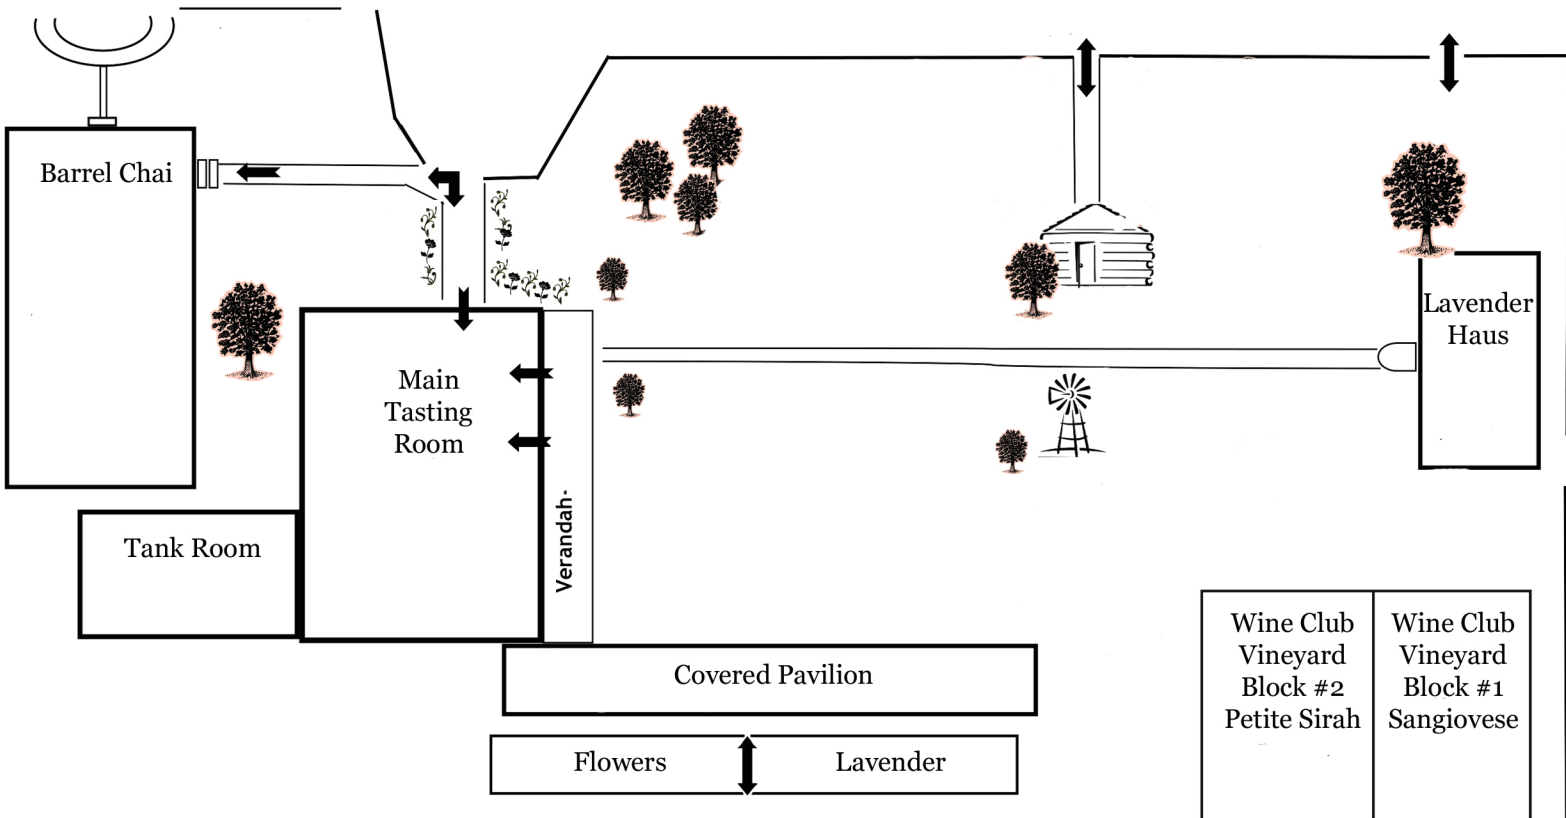 Barrel Chai
Lavender
Haus
Main
Tasting
Room
Verandah-
Tank Room
Wine Club
Vineyard
Block #2
Petite Sirah
Wine Club
Vineyard
Block #1
Sangiovese
Covered Pavilion
Flowers
Lavender